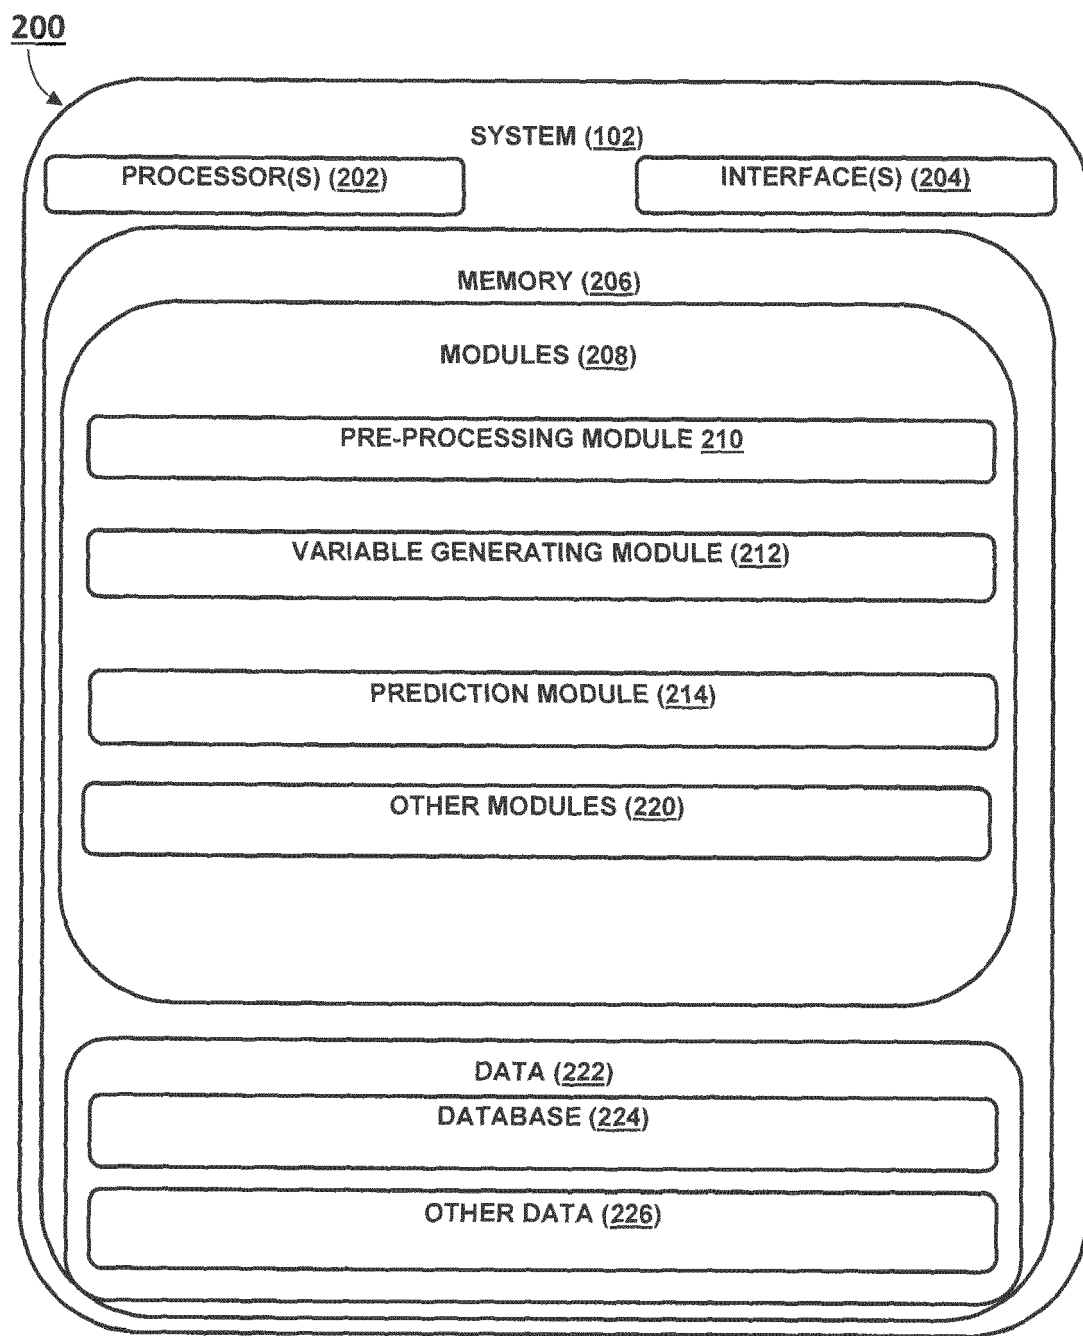 200
SYSTEM (102)
PROCESSOR(S) (202)
INTERFACE(S) (204)
MEMORY (206)
MODULES (208)
PRE-PROCESSING MODULE 210
VARIABLE GENERATING MODULE (212)
PREDICTION MODULE (214)
OTHER MODULES (220)
DATA (222)
DATABASE (224)
OTHER DATA (226)